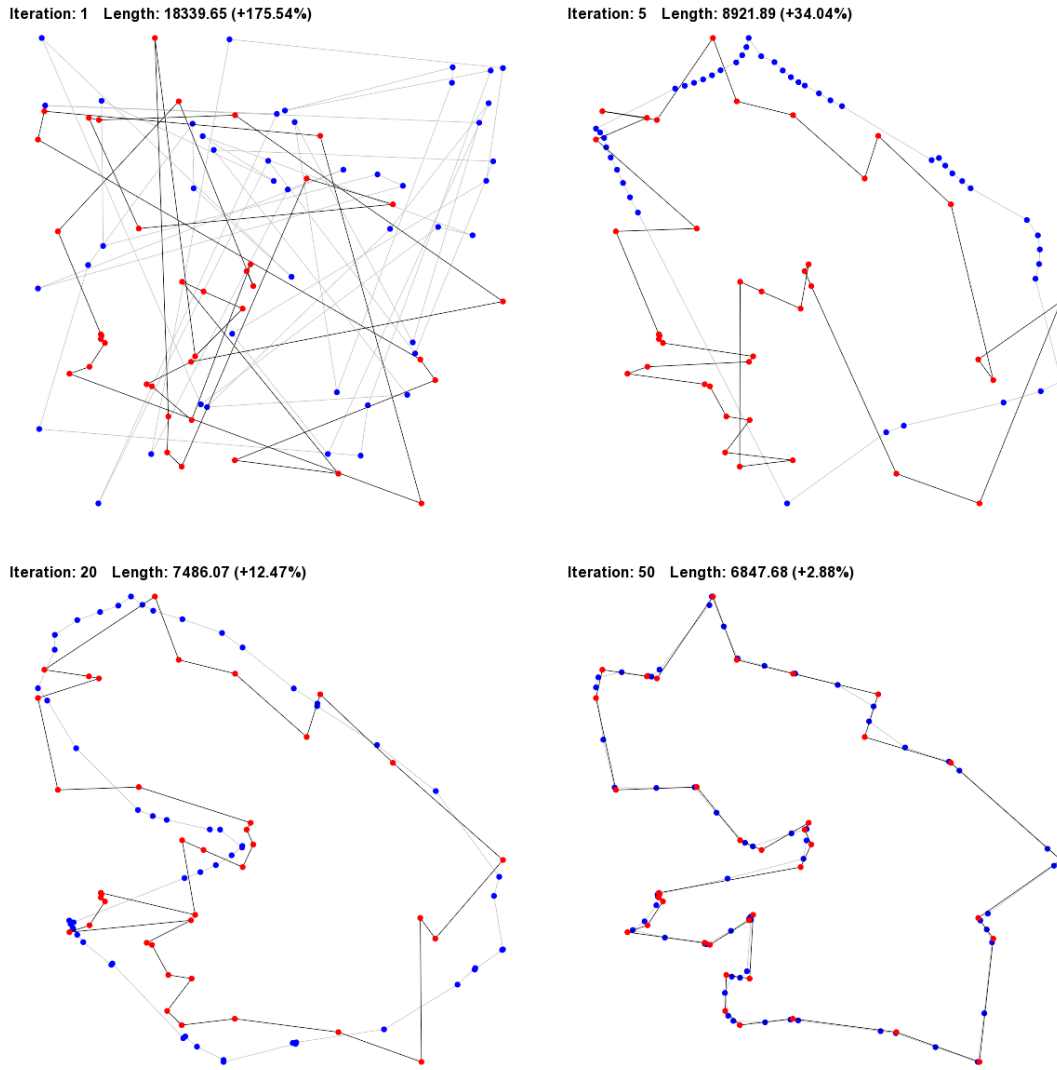 Iteration: 1 Length: 18339.65 (+175.54%)
Iteration: 5 Length: 8921.89 (+34.04%)
Iteration: 20 Length: 7486.07 (+12.47%)
Iteration: 50 Length: 6847.68 (+2.88%)